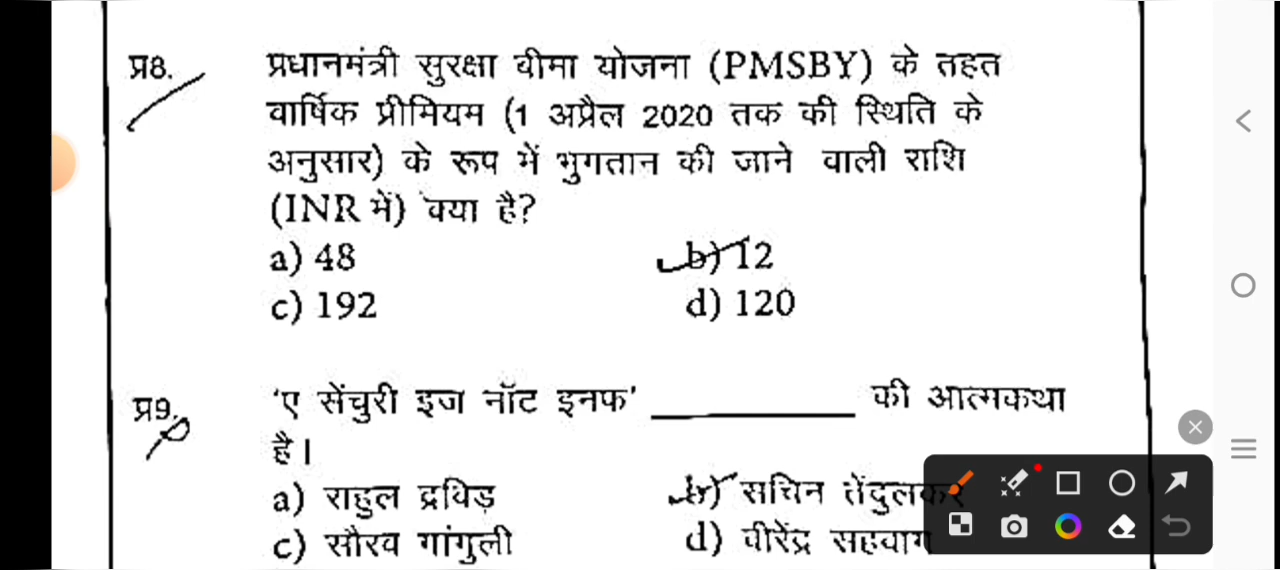 प्र8.
प्रधानमंत्री सुरक्षा बीमा योजना (PMSBY) के तहत
वार्षिक प्रीमियम (1 अप्रैल 2020 तक की स्थिति के
अनुसार) के रूप में भुगतान की जाने वाली राशि
(INR में) क्या है?
a) 48 b) 12
c) 192 d) 120
प्र9.
'ए सेंचुरी इज नॉट इनफ' __________ की आत्मकथा
है।
a) राहुल द्रविड़ b) सचिन तेंदुलकर
c) सौरव गांगुली d) वीरेंद्र सहवाग